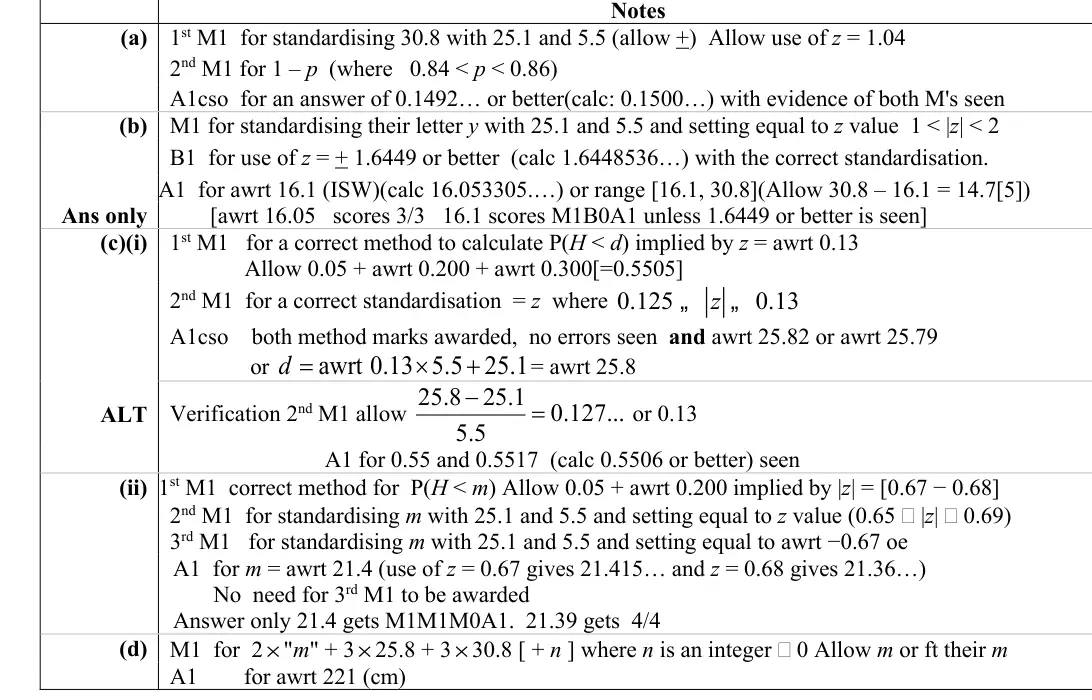 Notes
(a) 1st M1 for standardising 30.8 with 25.1 and 5.5 (allow ±) Allow use of z = 1.04
2nd M1 for 1 – p (where 0.84 < p < 0.86)
A1cso for an answer of 0.1492… or better(calc: 0.1500…) with evidence of both M's seen
(b) M1 for standardising their letter y with 25.1 and 5.5 and setting equal to z value 1 < |z| < 2
B1 for use of z = ± 1.6449 or better (calc 1.6448536…) with the correct standardisation.
A1 for awrt 16.1 (ISW)(calc 16.053305.…) or range [16.1, 30.8](Allow 30.8 – 16.1 = 14.7[5])
Ans only [awrt 16.05 scores 3/3 16.1 scores M1B0A1 unless 1.6449 or better is seen]
(c)(i) 1st M1 for a correct method to calculate P(H < d) implied by z = awrt 0.13
Allow 0.05 + awrt 0.200 + awrt 0.300[=0.5505]
2nd M1 for a correct standardisation = z where 0.125 „ |z| „ 0.13
A1cso both method marks awarded, no errors seen and awrt 25.82 or awrt 25.79
or d = awrt 0.13×5.5+25.1= awrt 25.8
ALT Verification 2nd M1 allow (25.8 − 25.1)/5.5 = 0.127... or 0.13
A1 for 0.55 and 0.5517 (calc 0.5506 or better) seen
(ii) 1st M1 correct method for P(H < m) Allow 0.05 + awrt 0.200 implied by |z| = [0.67 − 0.68]
2nd M1 for standardising m with 25.1 and 5.5 and setting equal to z value (0.65 □ |z| □ 0.69)
3rd M1 for standardising m with 25.1 and 5.5 and setting equal to awrt −0.67 oe
A1 for m = awrt 21.4 (use of z = 0.67 gives 21.415… and z = 0.68 gives 21.36…)
No need for 3rd M1 to be awarded
Answer only 21.4 gets M1M1M0A1. 21.39 gets 4/4
(d) M1 for 2 × "m" + 3 × 25.8 + 3 × 30.8 [ + n ] where n is an integer □ 0 Allow m or ft their m
A1 for awrt 221 (cm)